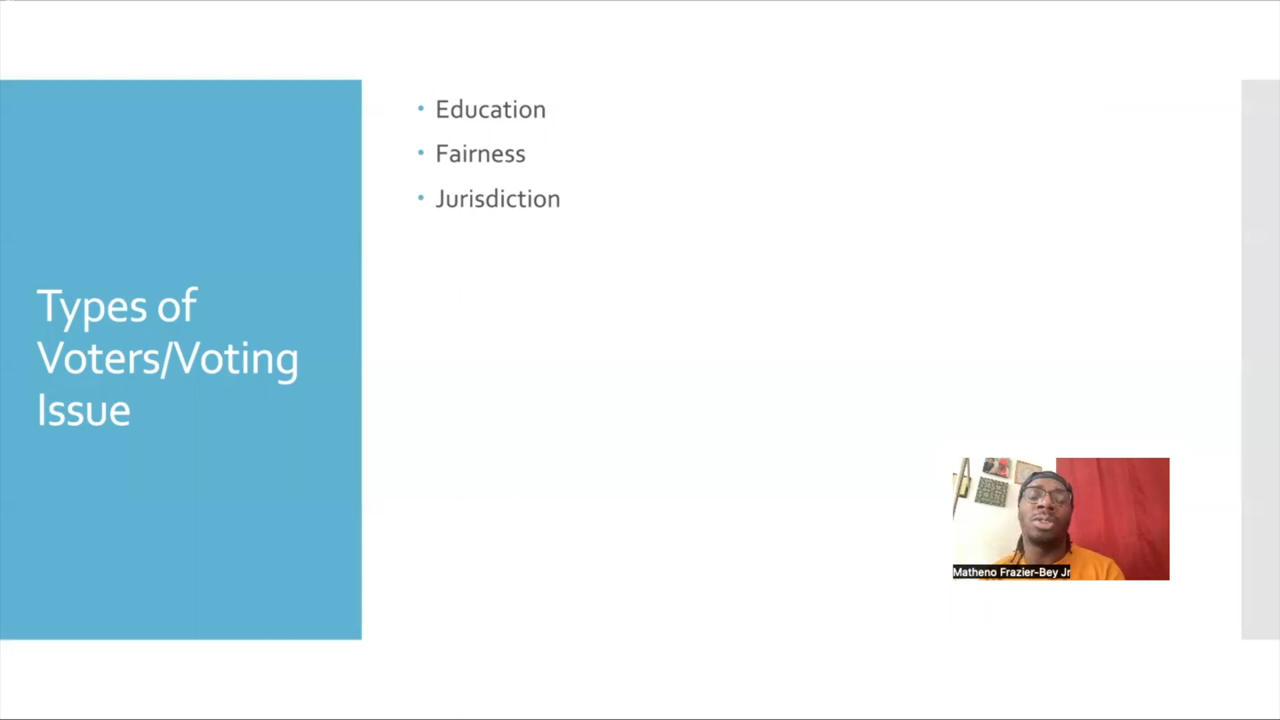 Types of
Voters/Voting
Issue
• Education
• Fairness
• Jurisdiction
Matheno Frazier-Bey Jr